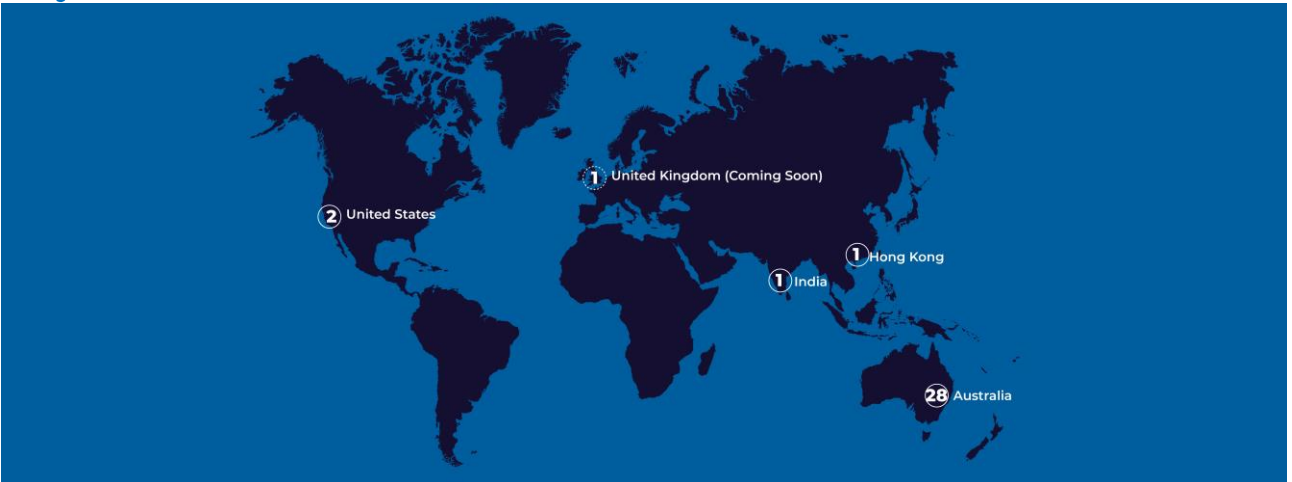 1 United Kingdom (Coming Soon)
2 United States
1 Hong Kong
1 India
28 Australia